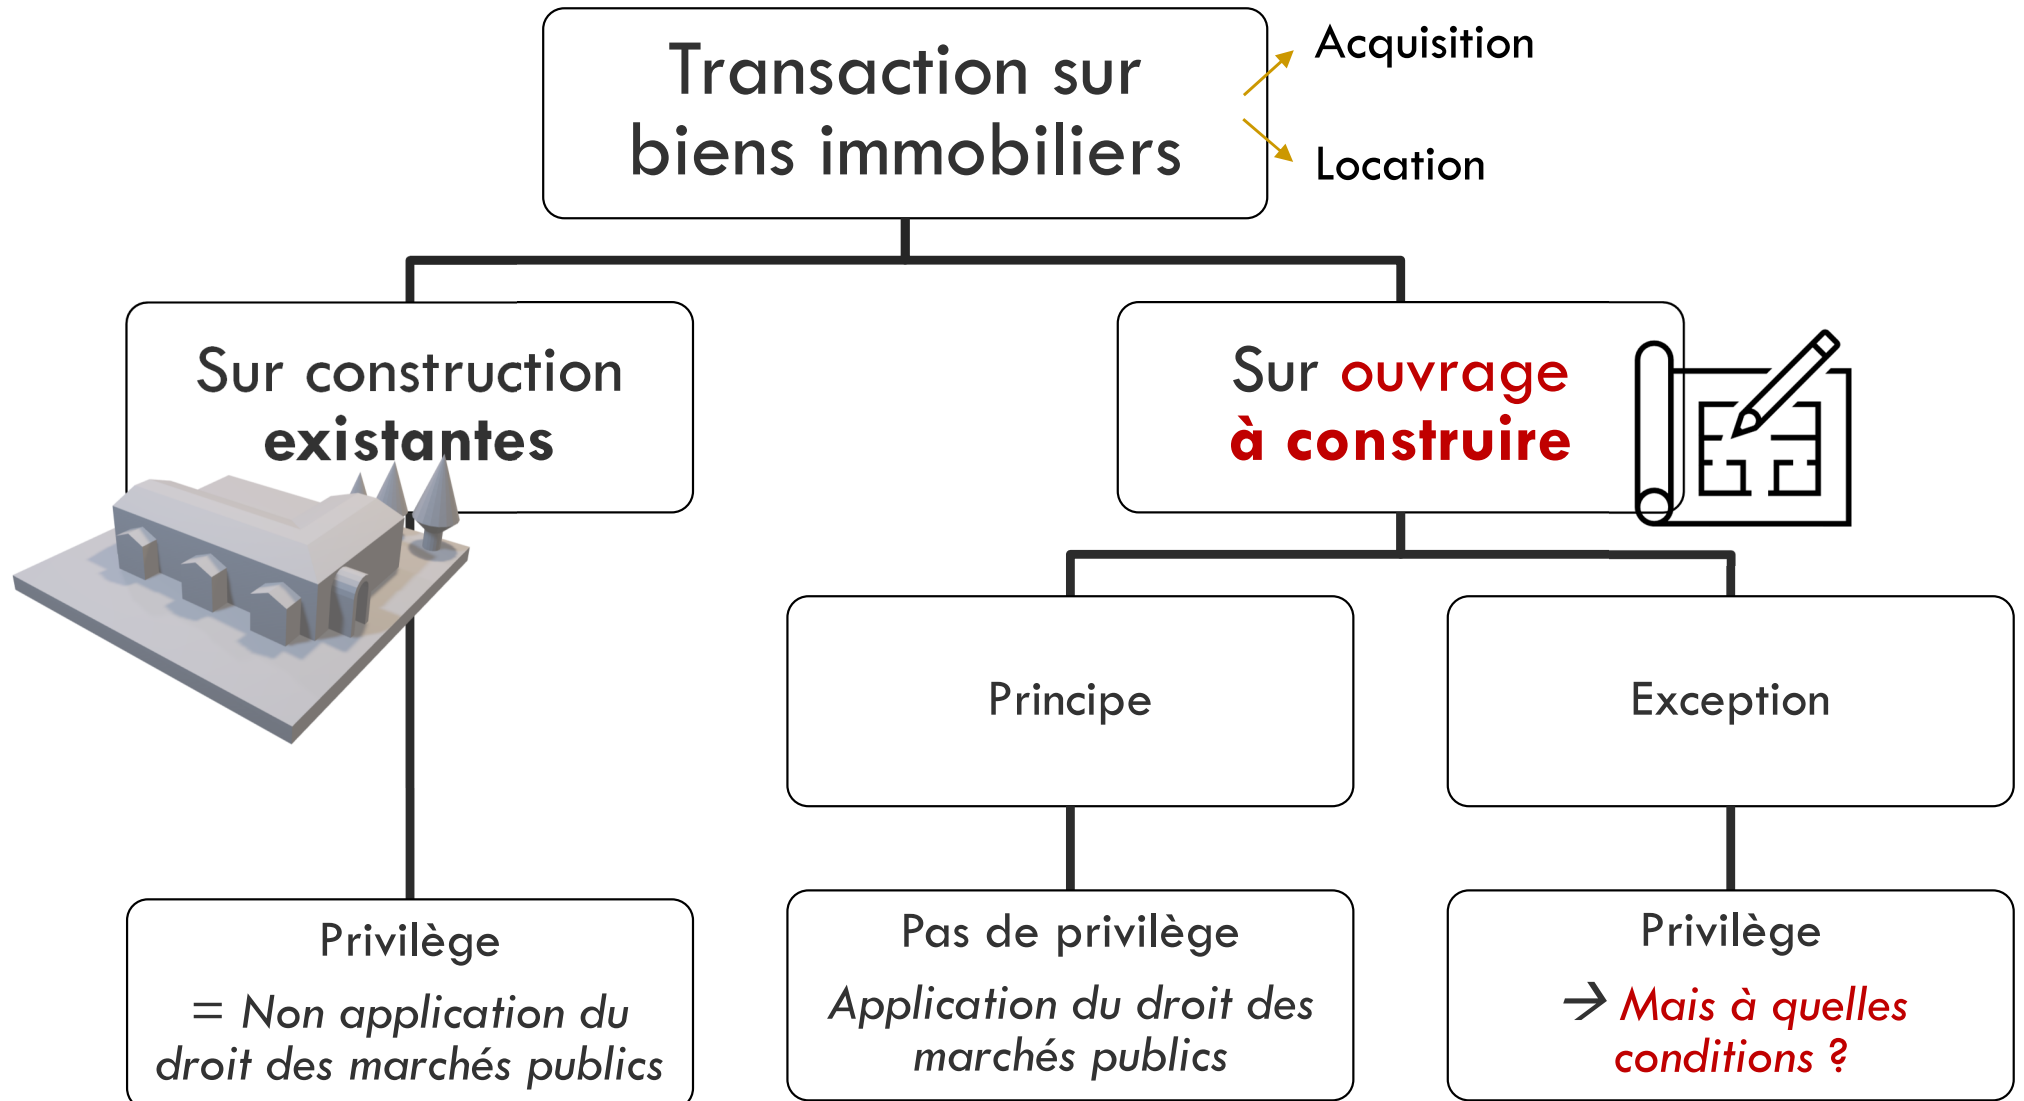 Transaction sur
biens immobiliers
Acquisition
Location
Sur construction
existantes
Sur ouvrage
à construire
Principe
Exception
Privilège
= Non application du
droit des marchés publics
Pas de privilège
Application du droit des
marchés publics
Privilège
→ Mais à quelles
conditions ?